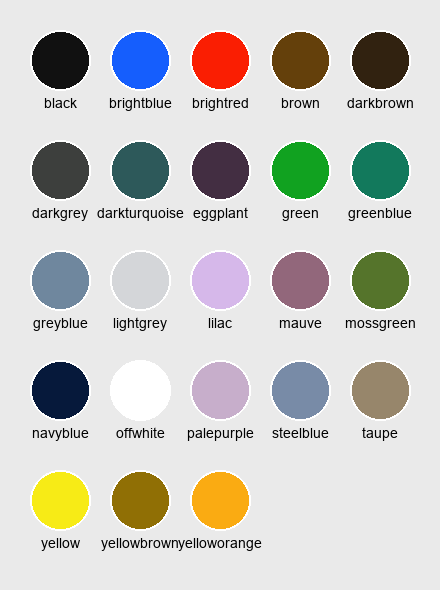 black brightblue brightred brown darkbrown
darkgrey darkturquoise eggplant green greenblue
greyblue lightgrey lilac mauve mossgreen
navyblue offwhite palepurple steelblue taupe
yellow yellowbrown yelloworange